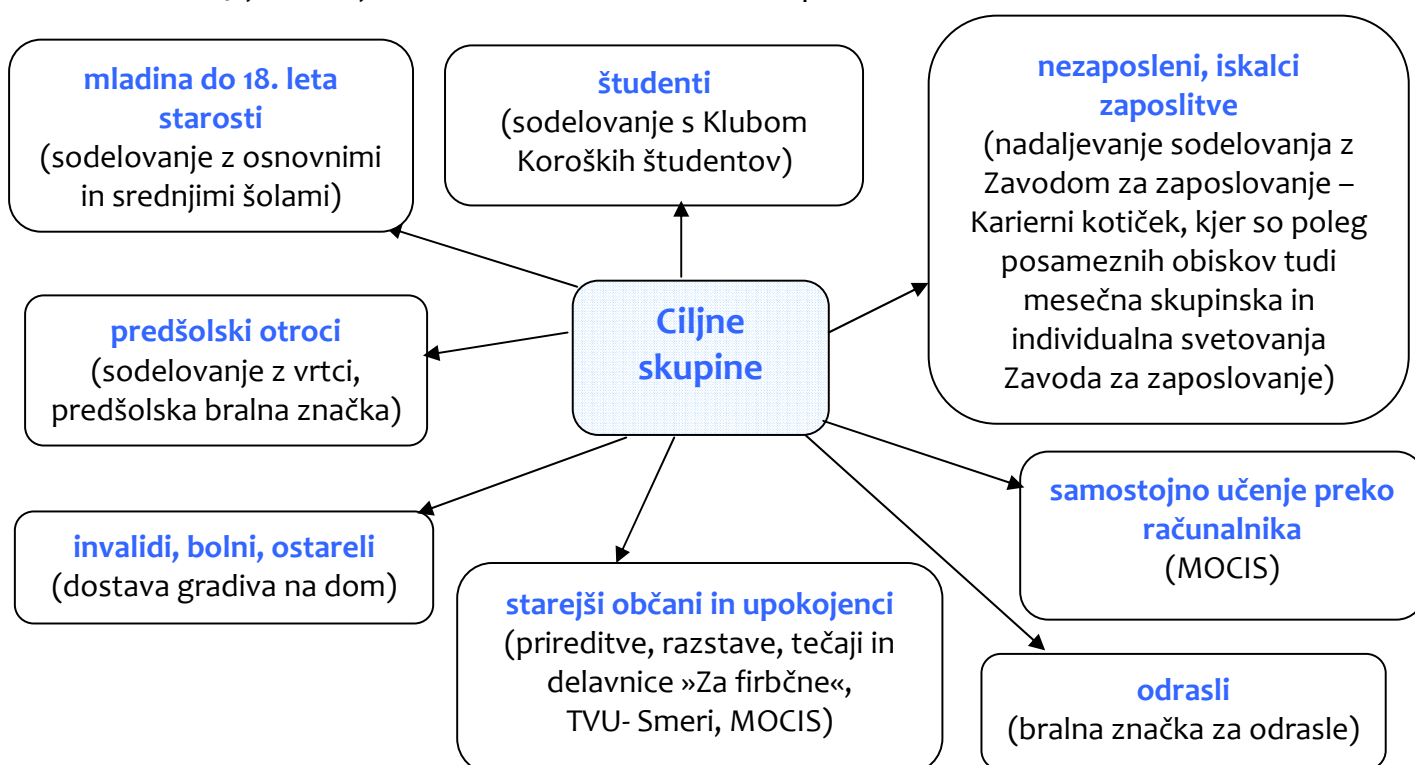 mladina do 18. leta
starosti
(sodelovanje z osnovnimi
in srednjimi šolami)
študenti
(sodelovanje s Klubom
Koroških študentov)
nezaposleni, iskalci
zaposlitve
(nadaljevanje sodelovanja z
Zavodom za zaposlovanje –
Karierni kotiček, kjer so poleg
posameznih obiskov tudi
mesečna skupinska in
individualna svetovanja
Zavoda za zaposlovanje)
Ciljne
skupine
predšolski otroci
(sodelovanje z vrtci,
predšolska bralna značka)
invalidi, bolni, ostareli
(dostava gradiva na dom)
starejši občani in upokojenci
(prireditve, razstave, tečaji in
delavnice »Za firbčne«,
TVU- Smeri, MOCIS)
samostojno učenje preko
računalnika
(MOCIS)
odrasli
(bralna značka za odrasle)